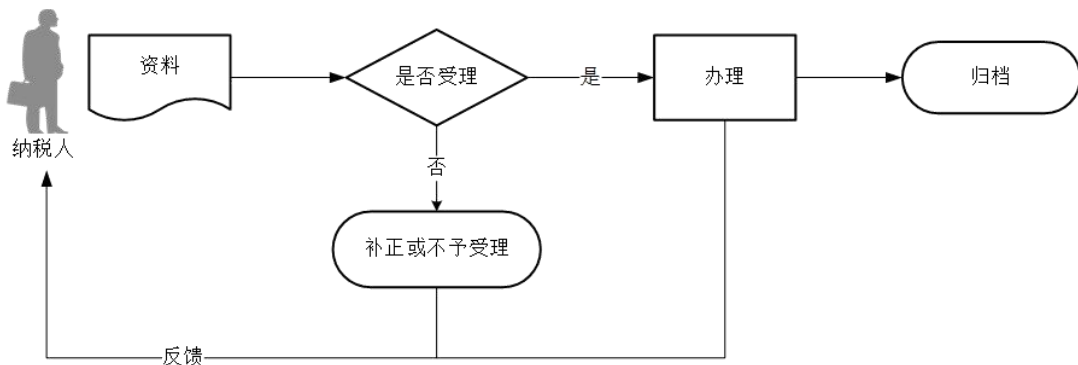 资料
是否受理
是
办理
归档
纳税人
否
补正或不予受理
反馈